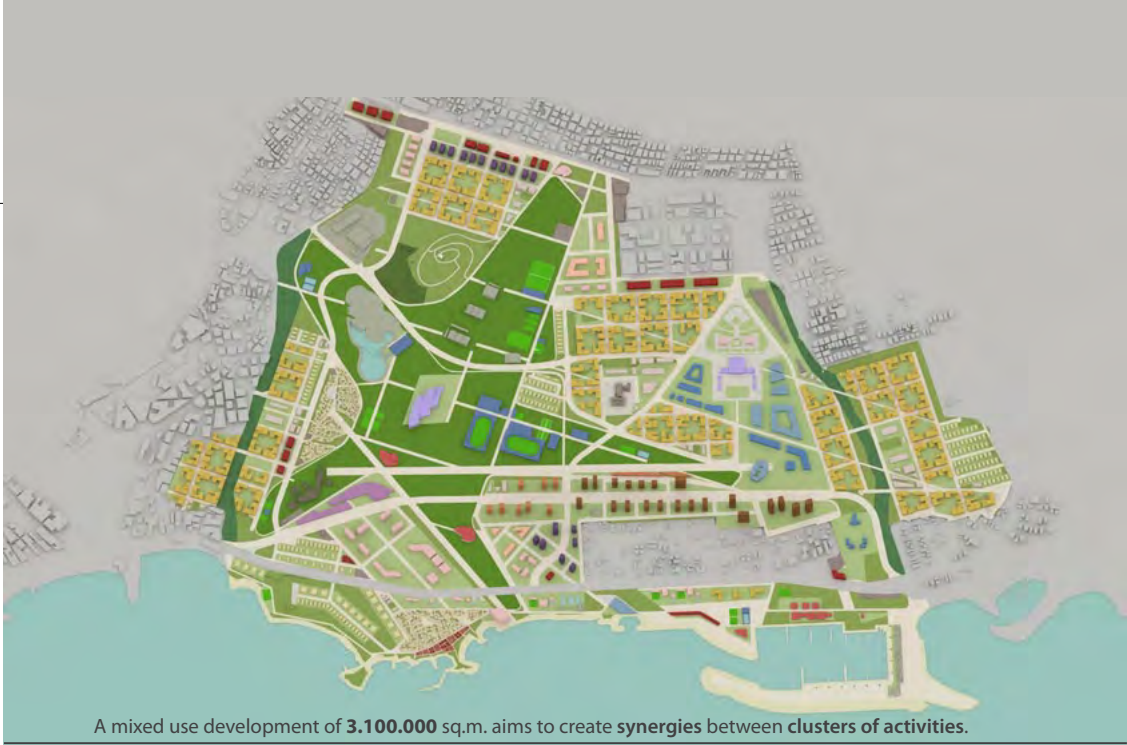 A mixed use development of 3.100.000 sq.m. aims to create synergies between clusters of activities.